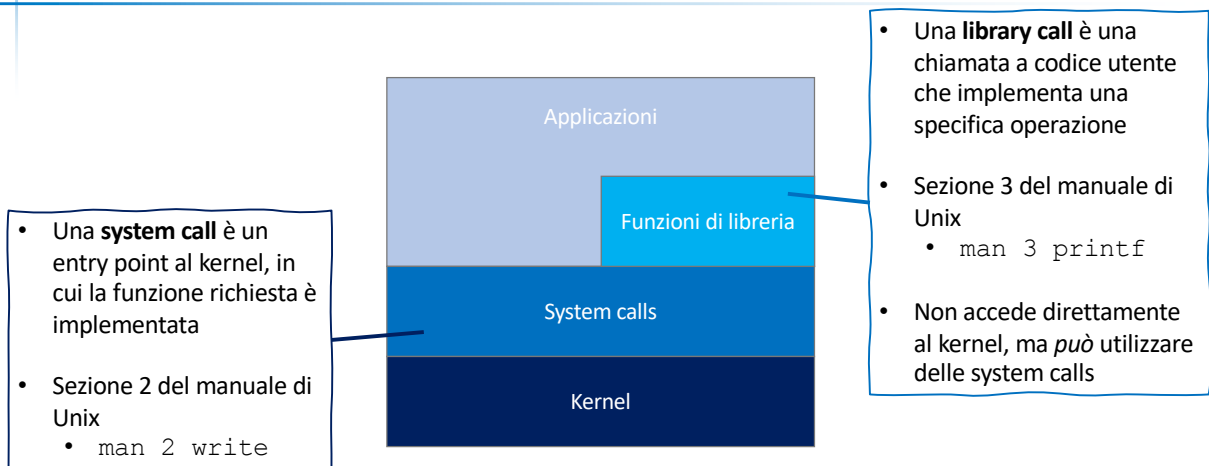 • Una system call è un
entry point al kernel, in
cui la funzione richiesta è
implementata
• Sezione 2 del manuale di
Unix
• man 2 write
Applicazioni
Funzioni di libreria
System calls
Kernel
• Una library call è una
chiamata a codice utente
che implementa una
specifica operazione
• Sezione 3 del manuale di
Unix
• man 3 printf
• Non accede direttamente
al kernel, ma può utilizzare
delle system calls